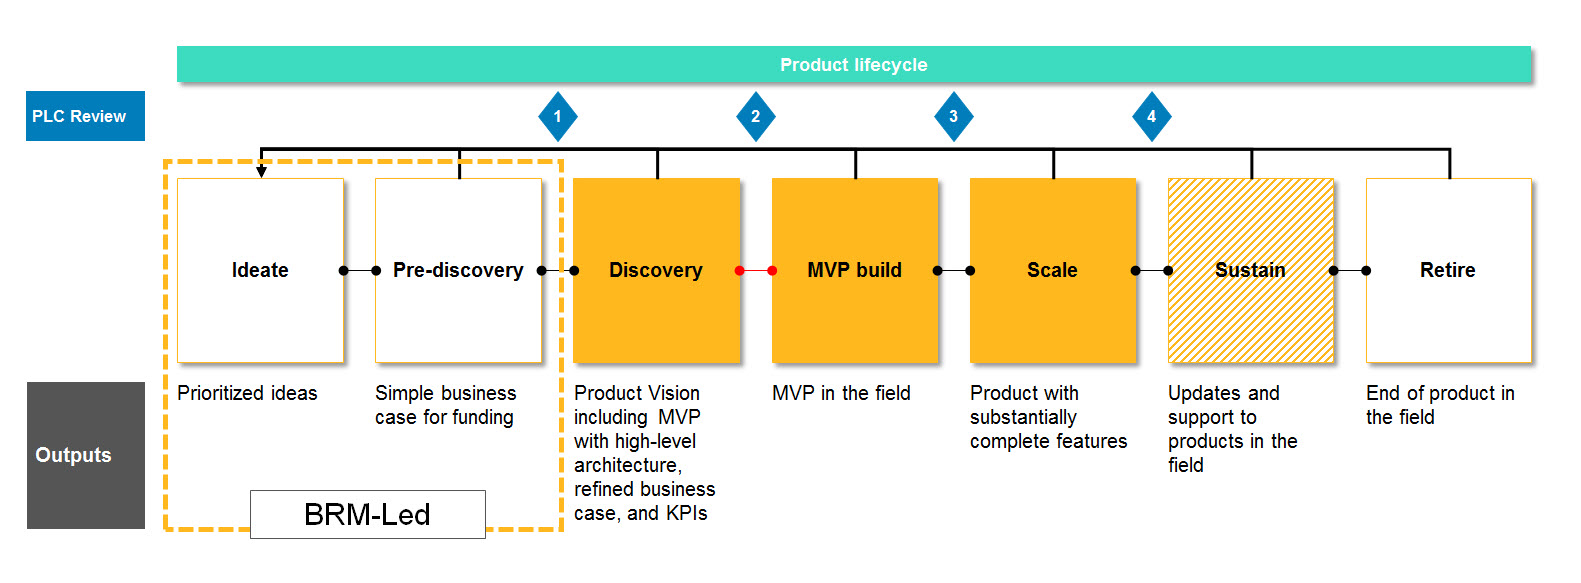 Product lifecycle
PLC Review
1
2
3
4
Ideate
Pre-discovery
Discovery
MVP build
Scale
Sustain
Retire
Outputs
Prioritized ideas
Simple business
case for funding
Product Vision
including MVP
with high-level
architecture,
refined business
case, and KPIs
MVP in the field
Product with
substantially
complete features
Updates and
support to
products in the
field
End of product in
the field
BRM-Led